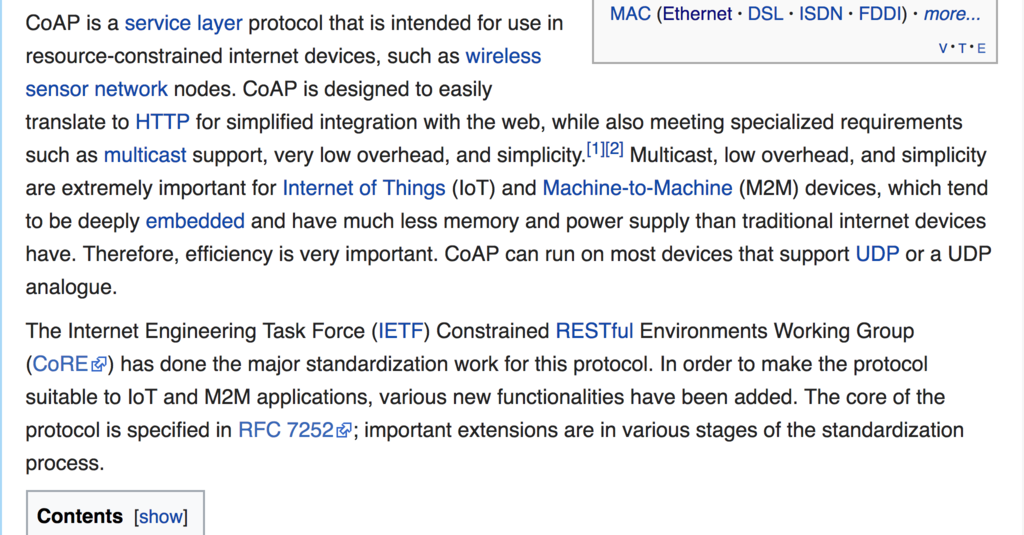 CoAP is a service layer protocol that is intended for use in
resource-constrained internet devices, such as wireless
sensor network nodes. CoAP is designed to easily
translate to HTTP for simplified integration with the web, while also meeting specialized requirements
such as multicast support, very low overhead, and simplicity.[1][2] Multicast, low overhead, and simplicity
are extremely important for Internet of Things (IoT) and Machine-to-Machine (M2M) devices, which tend
to be deeply embedded and have much less memory and power supply than traditional internet devices
have. Therefore, efficiency is very important. CoAP can run on most devices that support UDP or a UDP
analogue.
The Internet Engineering Task Force (IETF) Constrained RESTful Environments Working Group
(CoRE) has done the major standardization work for this protocol. In order to make the protocol
suitable to IoT and M2M applications, various new functionalities have been added. The core of the
protocol is specified in RFC 7252; important extensions are in various stages of the standardization
process.
Contents [show]
MAC (Ethernet · DSL · ISDN · FDDI) · more...
V • T • E